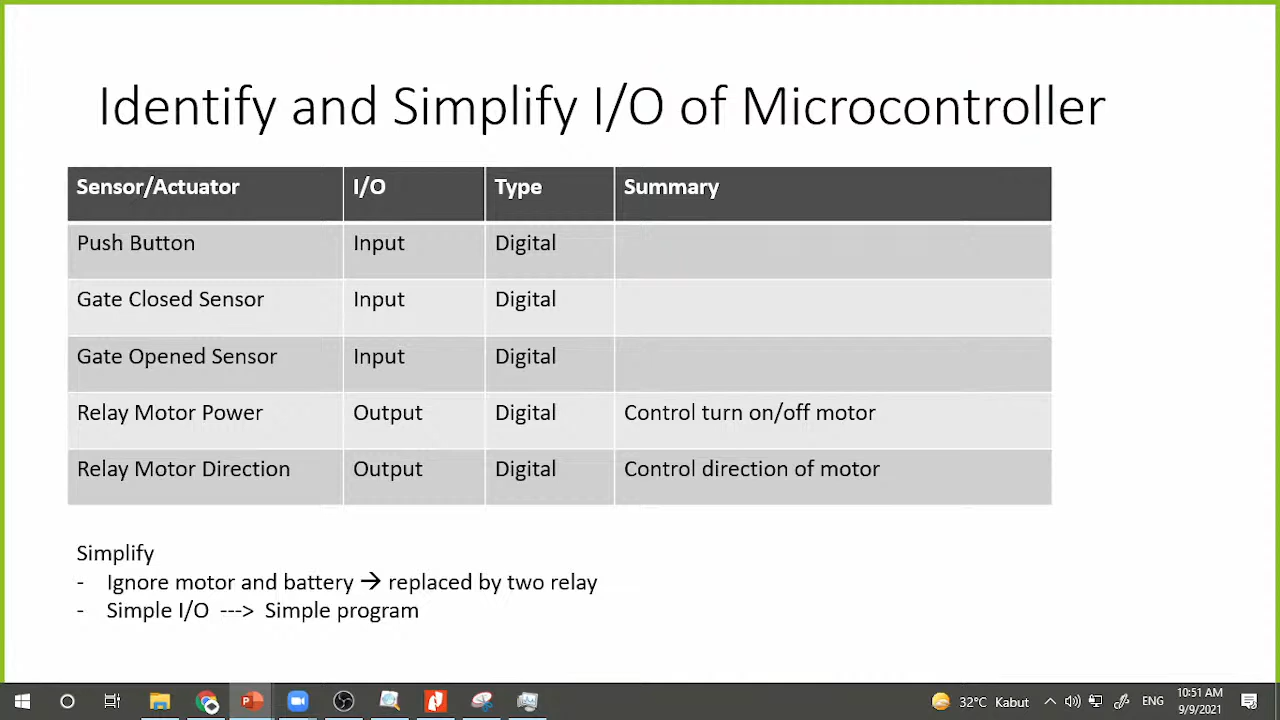 Identify and Simplify I/O of Microcontroller
Sensor/Actuator I/O Type Summary
Push Button Input Digital
Gate Closed Sensor Input Digital
Gate Opened Sensor Input Digital
Relay Motor Power Output Digital Control turn on/off motor
Relay Motor Direction Output Digital Control direction of motor
Simplify
- Ignore motor and battery → replaced by two relay
- Simple I/O ---> Simple program
32°C Kabut ENG 10:51 AM
9/9/2021